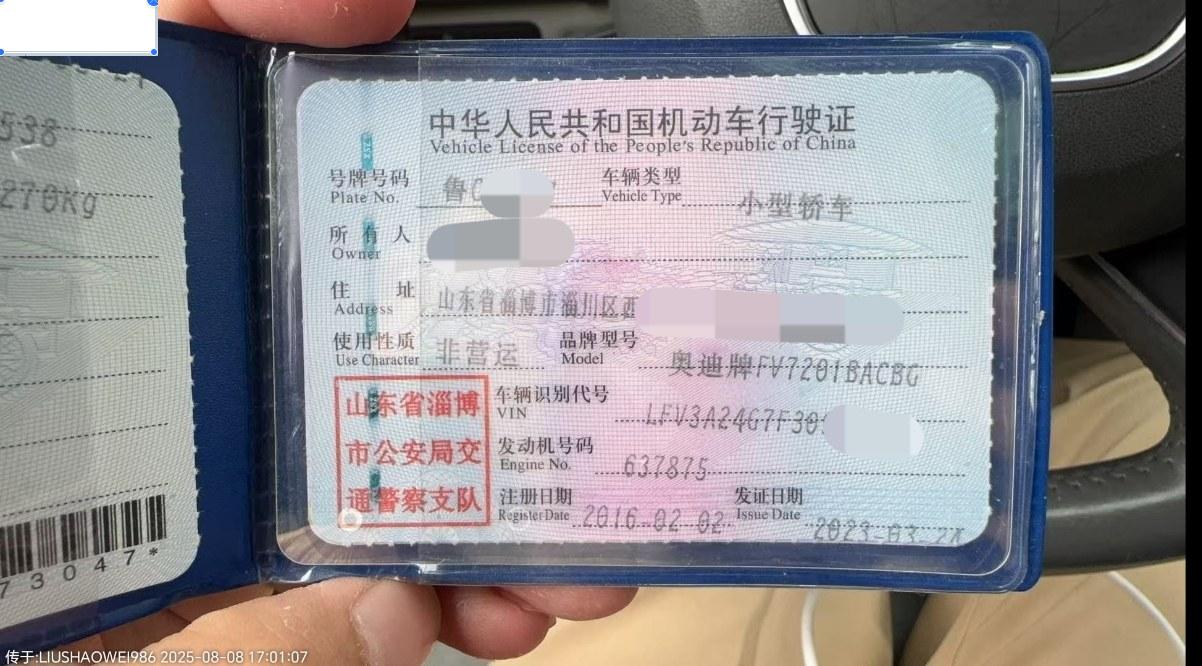 538
270Kg
73047*
中华人民共和国机动车行驶证
Vehicle License of the People's Republic of China
号牌号码 鲁C 车辆类型 小型轿车
Plate No. Vehicle Type
所有人
Owner
住址 山东省淄博市淄川区西
Address
使用性质 非营运 品牌型号 奥迪牌FV7201BACBG
Use Character Model
山东省淄博
市公安局交
通警察支队
车辆识别代号 LFV3A24G7F30
VIN
发动机号码 637875
Engine No.
注册日期 2016-02-02 发证日期 2023-03-24
Register Date Issue Date
传于:LIUSHAOWEI986 2025-08-08 17:01:07